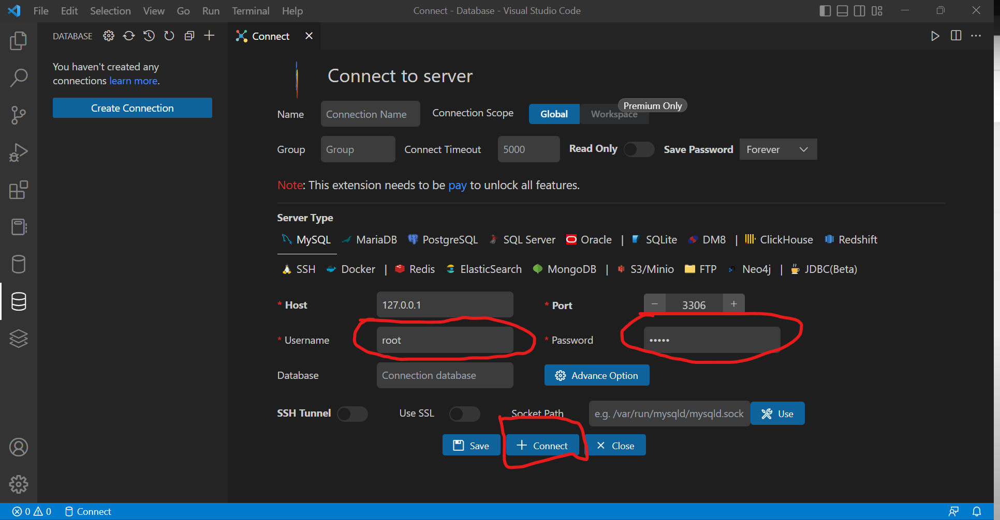 File Edit Selection View Go Run Terminal Help
Connect - Database - Visual Studio Code
DATABASE
Connect
You haven't created any
connections learn more.
Create Connection
Connect to server
Name Connection Name Connection Scope Global Workspace Premium Only
Group Group Connect Timeout 5000 Read Only Save Password Forever
Note: This extension needs to be pay to unlock all features.
Server Type
MySQL MariaDB PostgreSQL SQL Server Oracle | SQLite DM8 | ClickHouse Redshift
SSH Docker | Redis ElasticSearch MongoDB | S3/Minio FTP Neo4j | JDBC(Beta)
* Host 127.0.0.1 * Port − 3306 +
* Username root * Password •••••
Database Connection database Advance Option
SSH Tunnel Use SSL Socket Path e.g. /var/run/mysqld/mysqld.sock Use
Save Connect Close
0 0 Connect